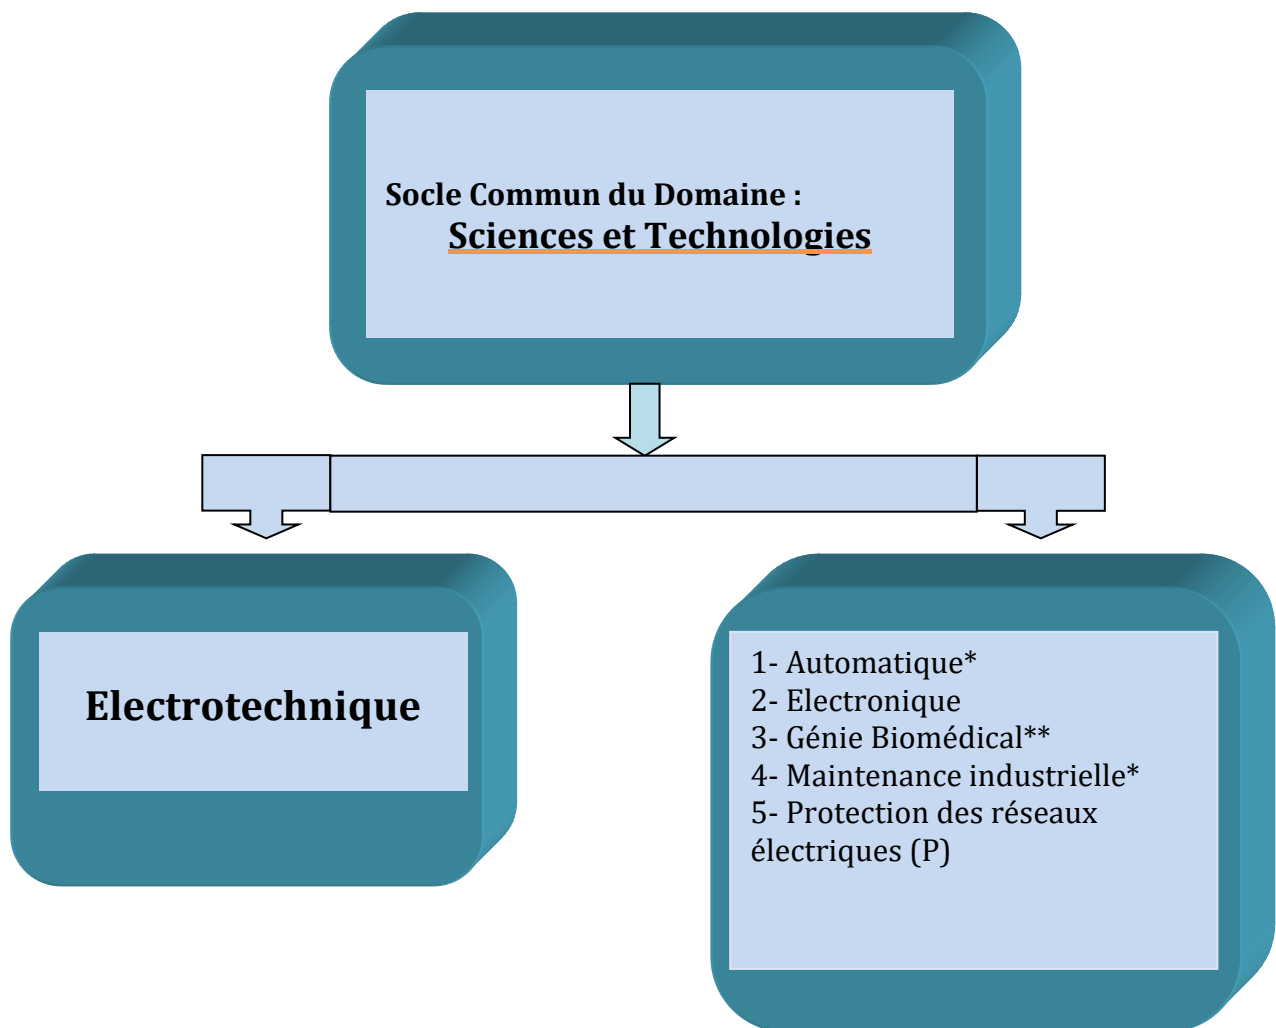 Socle Commun du Domaine :
Sciences et Technologies
Electrotechnique
1- Automatique*
2- Electronique
3- Génie Biomédical**
4- Maintenance industrielle*
5- Protection des réseaux
électriques (P)